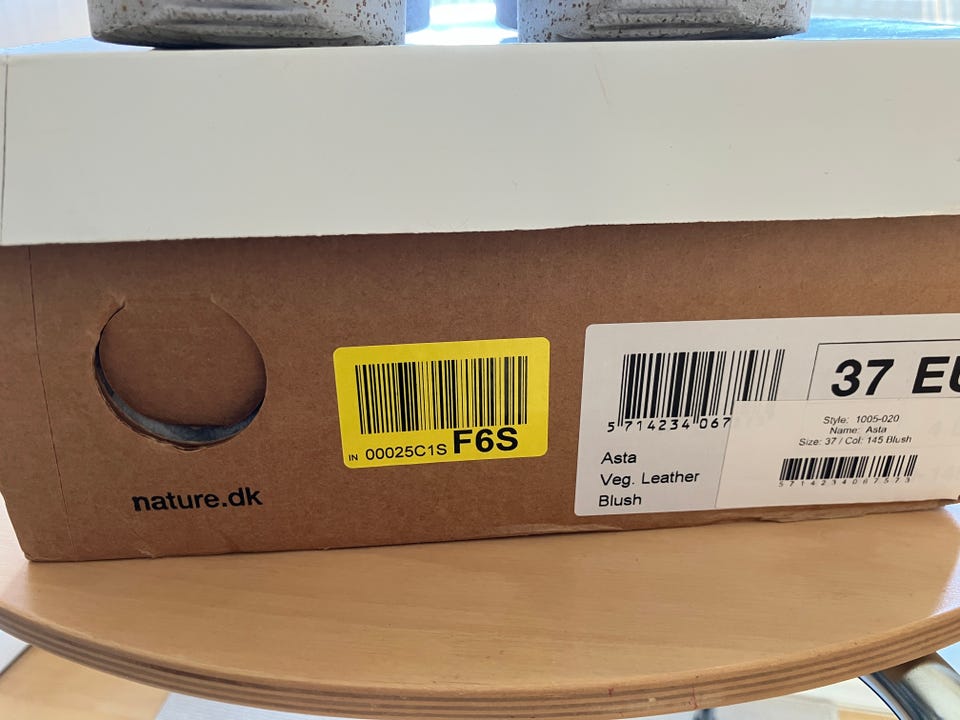 nature.dk
IN 00025C1S F6S
5 714234 067
Asta
Veg. Leather
Blush
37 EU
Style: 1005-020
Name: Asta
Size: 37 / Col: 145 Blush
5714234067573